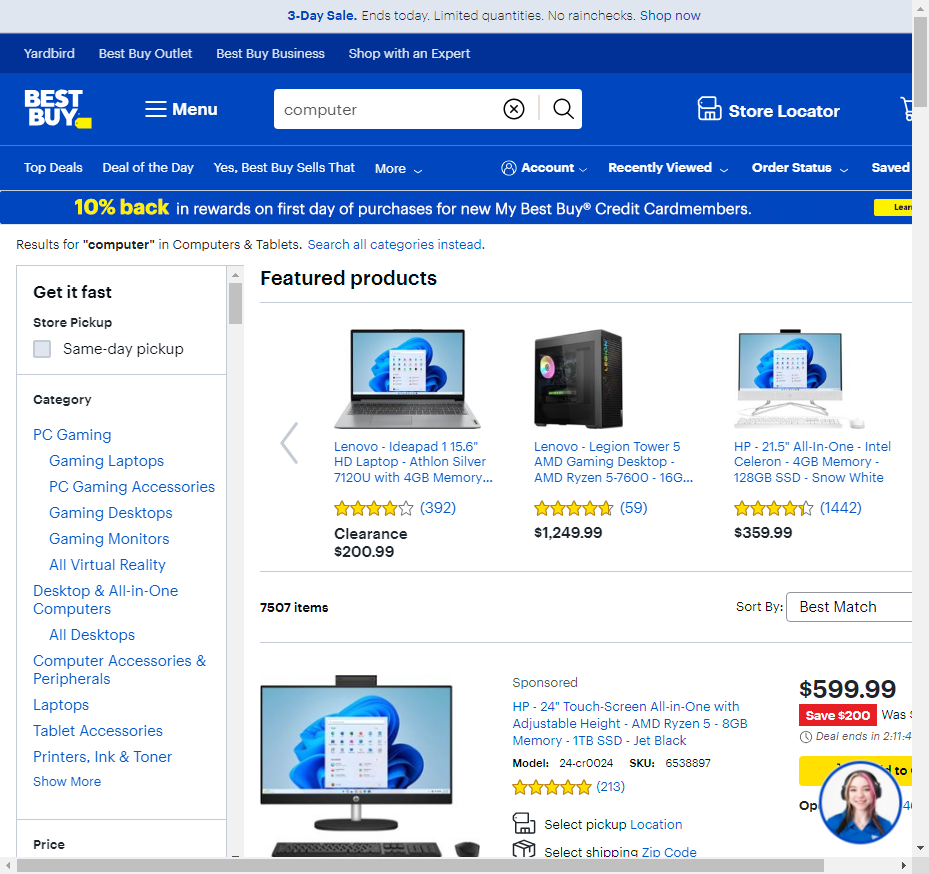 3-Day Sale. Ends today. Limited quantities. No rainchecks. Shop now
Yardbird Best Buy Outlet Best Buy Business Shop with an Expert
BEST BUY
Menu
computer
Store Locator
Top Deals Deal of the Day Yes, Best Buy Sells That More Account Recently Viewed Order Status Saved
10% back in rewards on first day of purchases for new My Best Buy® Credit Cardmembers.
Results for "computer" in Computers & Tablets. Search all categories instead.
Get it fast
Store Pickup
Same-day pickup
Category
PC Gaming
Gaming Laptops
PC Gaming Accessories
Gaming Desktops
Gaming Monitors
All Virtual Reality
Desktop & All-in-One
Computers
All Desktops
Computer Accessories &
Peripherals
Laptops
Tablet Accessories
Printers, Ink & Toner
Show More
Price
Featured products
Lenovo - Ideapad 1 15.6"
HD Laptop - Athlon Silver
7120U with 4GB Memory...
(392)
Clearance
$200.99
Lenovo - Legion Tower 5
AMD Gaming Desktop -
AMD Ryzen 5-7600 - 16G...
(59)
$1,249.99
HP - 21.5" All-In-One - Intel
Celeron - 4GB Memory -
128GB SSD - Snow White
(1442)
$359.99
7507 items
Sort By: Best Match
Sponsored
HP - 24" Touch-Screen All-in-One with
Adjustable Height - AMD Ryzen 5 - 8GB
Memory - 1TB SSD - Jet Black
Model: 24-cr0024 SKU: 6538897
(213)
Select pickup Location
Select shipping Zip Code
$599.99
Save $200 Was
Deal ends in 2:11:4
to